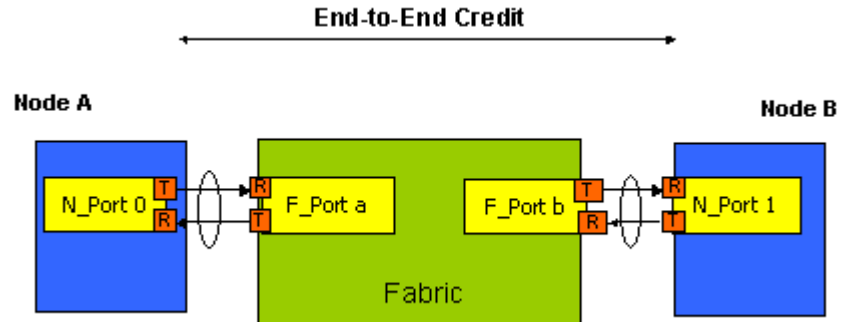 End-to-End Credit
Node A
Node B
N_Port 0
T
R
R
T
F_Port a
F_Port b
T
R
R
T
N_Port 1
Fabric